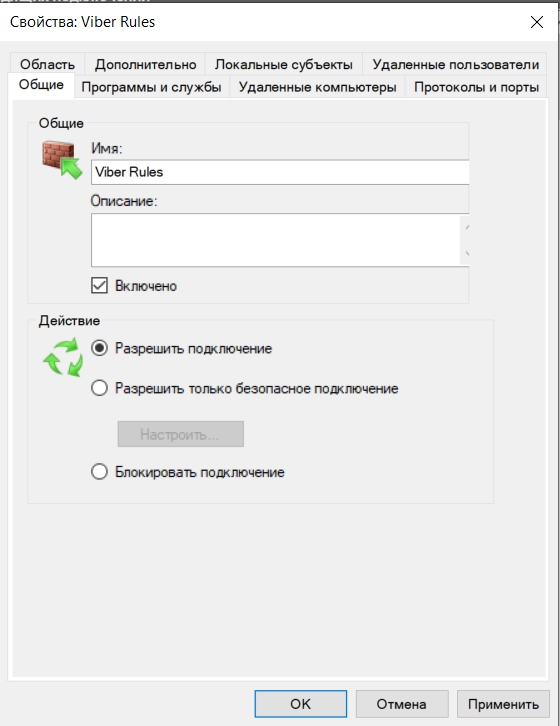 Свойства: Viber Rules
Область Дополнительно Локальные субъекты Удаленные пользователи
Общие Программы и службы Удаленные компьютеры Протоколы и порты
Общие
Имя:
Viber Rules
Описание:
Включено
Действие
Разрешить подключение
Разрешить только безопасное подключение
Настроить...
Блокировать подключение
OK Отмена Применить